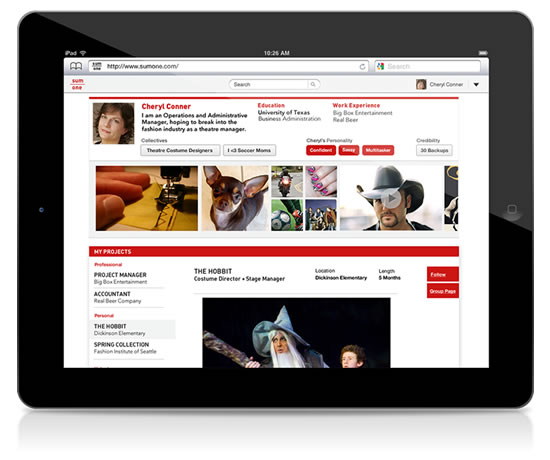 iPad
10:26 AM
sum
one
http://www.sumone.com/
Search
sum
one
Search
Cheryl Conner
Cheryl Conner
I am an Operations and Administrative
Manager, hoping to break into the
fashion industry as a theatre manager.
Education
University of Texas
Business Administration
Work Experience
Big Box Entertainment
Real Beer
Collectives
Theatre Costume Designers
I <3 Soccer Moms
Cheryl's Personality
Confident
Sassy
Multitasker
Credibility
30 Backups
MY PROJECTS
Professional
PROJECT MANAGER
Big Box Entertainment
ACCOUNTANT
Real Beer Company
Personal
THE HOBBIT
Dickinson Elementary
SPRING COLLECTION
Fashion Institute of Seattle
THE HOBBIT
Costume Director • Stage Manager
Location
Dickinson Elementary
Length
5 Months
Follow
Group Page